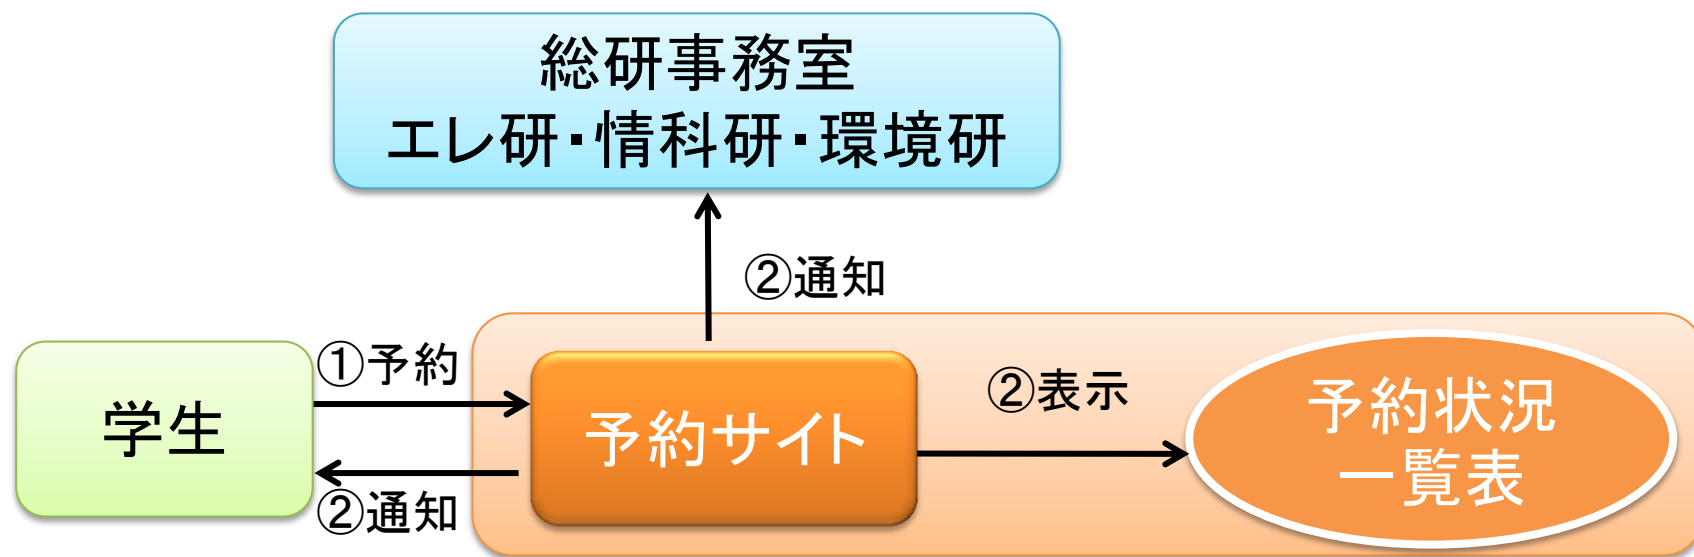 総研事務室
エレ研・情科研・環境研
②通知
①予約
学生
予約サイト
②表示
予約状況
一覧表
②通知